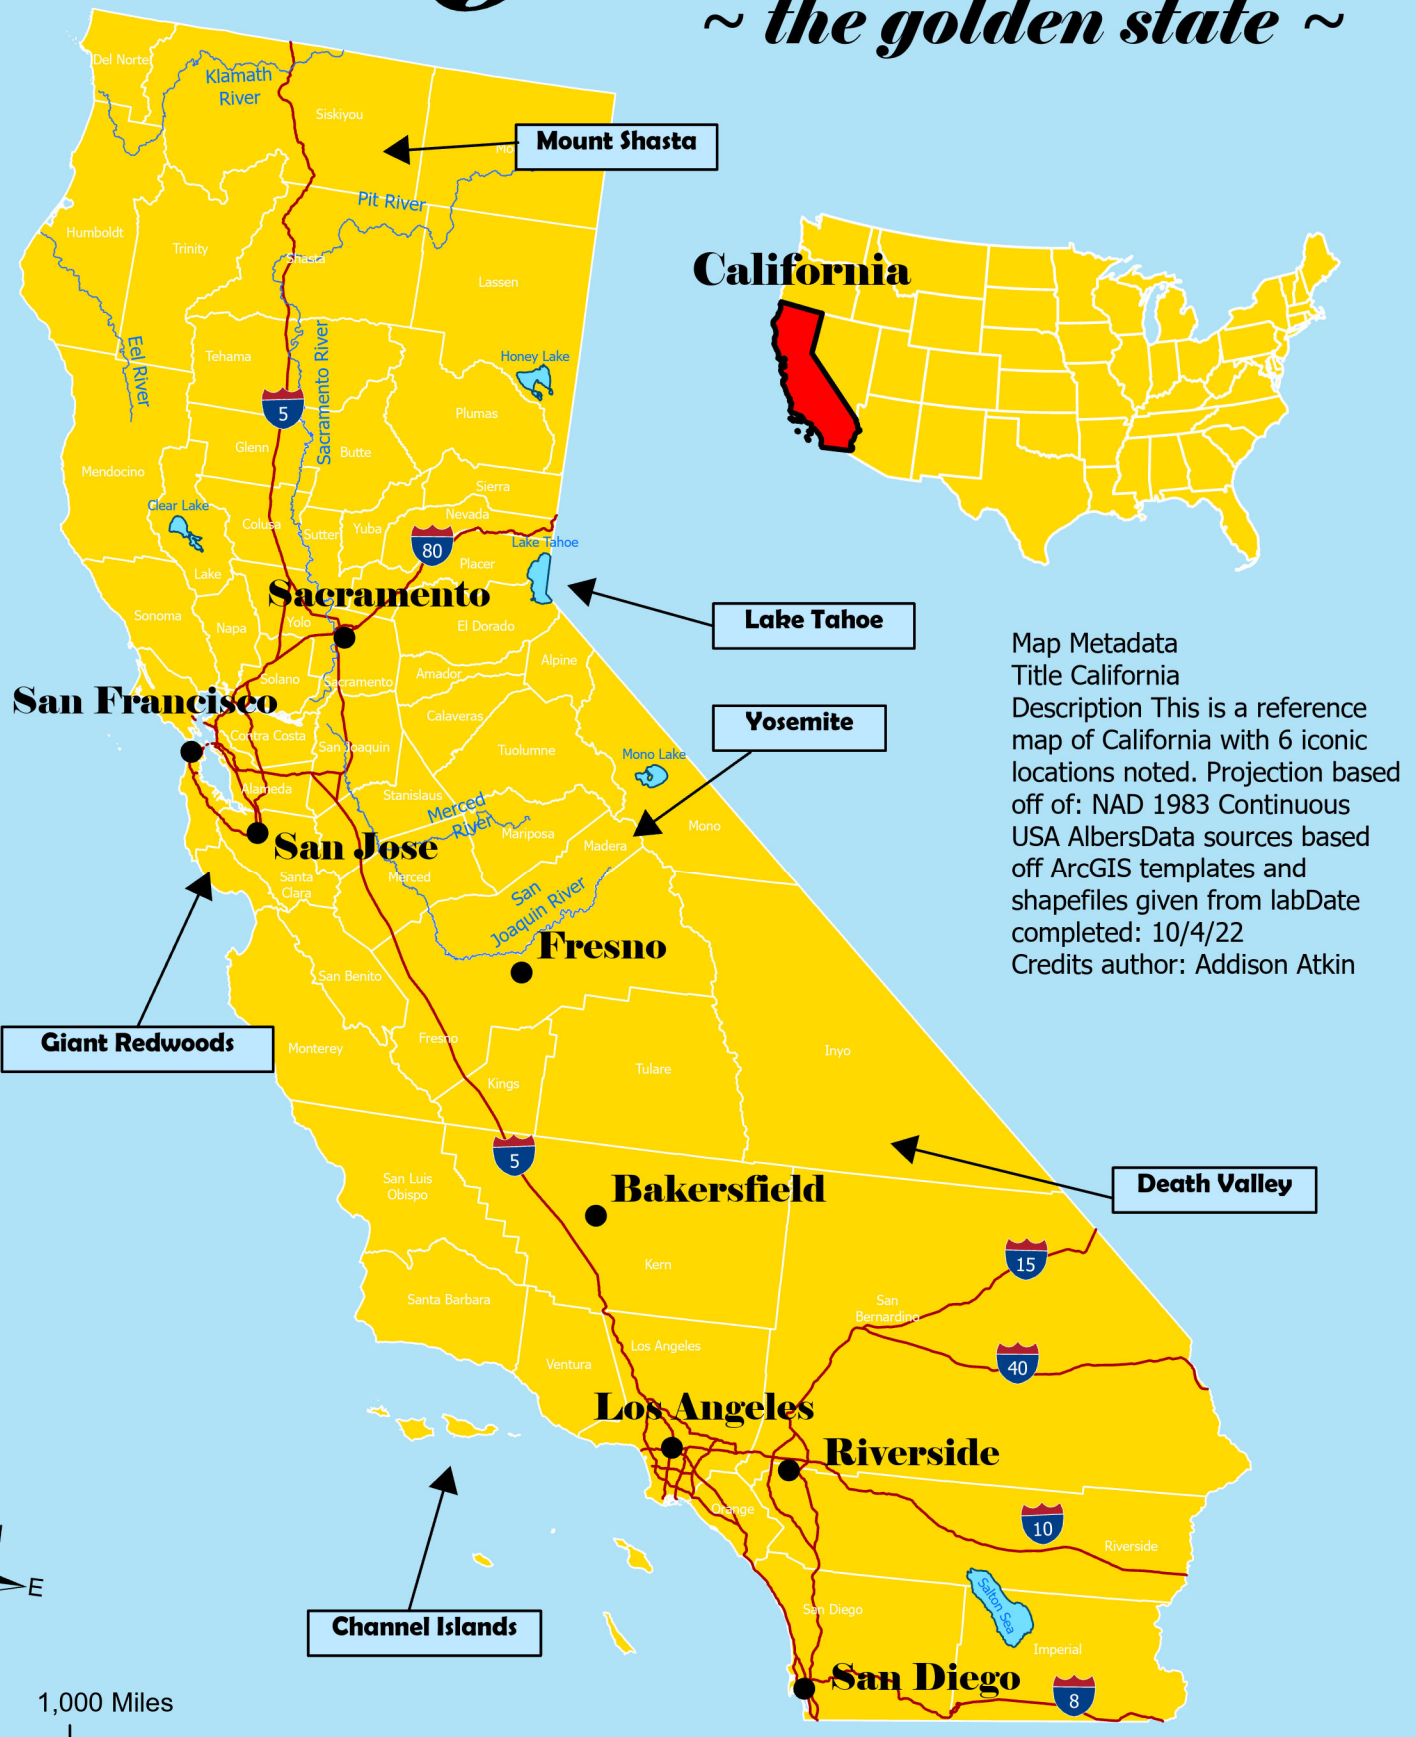 ~ the golden state ~
Del Norte
Klamath
River
Siskiyou
Mount Shasta
Mo
Pit River
Humboldt
Trinity
Shasta
Lassen
California
Eel River
Tehama
Sacramento River
Honey Lake
5
Plumas
Glenn
Butte
Mendocino
Sierra
Clear Lake
Colusa
Nevada
Sutter
Yuba
80
Lake Tahoe
Placer
Lake
Sacramento
Lake Tahoe
Sonoma
Napa
Yolo
El Dorado
Alpine
Amador
Solano
Sacramento
San Francisco
Calaveras
Yosemite
Contra Costa
San Joaquin
Tuolumne
Mono Lake
Alameda
Stanislaus
Merced
River
Mariposa
Mono
Madera
San Jose
Santa
Clara
Merced
San
Joaquin River
Fresno
San Benito
Giant Redwoods
Monterey
Fresno
Kings
Tulare
Inyo
Map Metadata
Title California
Description This is a reference
map of California with 6 iconic
locations noted. Projection based
off of: NAD 1983 Continuous
USA AlbersData sources based
off ArcGIS templates and
shapefiles given from labDate
completed: 10/4/22
Credits author: Addison Atkin
5
Death Valley
San Luis
Obispo
Bakersfield
Kern
15
Santa Barbara
San
Bernardino
Ventura
Los Angeles
40
Los Angeles
Riverside
Orange
10
Riverside
Salton Sea
E
Channel Islands
San Diego
Imperial
San Diego
8
1,000 Miles